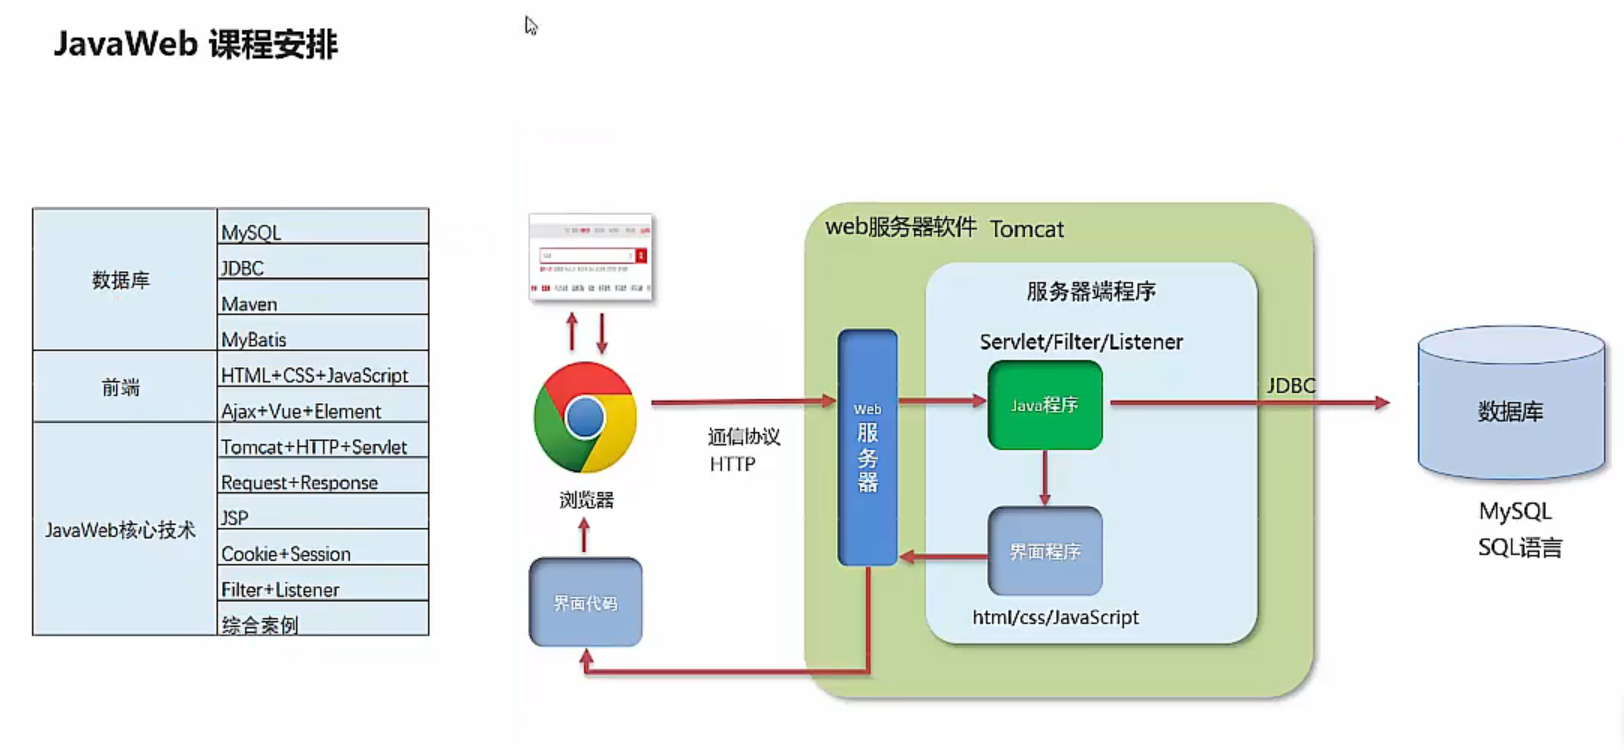 JavaWeb 课程安排
数据库
MySQL
JDBC
Maven
MyBatis
前端
HTML+CSS+JavaScript
Ajax+Vue+Element
JavaWeb核心技术
Tomcat+HTTP+Servlet
Request+Response
JSP
Cookie+Session
Filter+Listener
综合案例
浏览器
界面代码
通信协议
HTTP
web服务器软件 Tomcat
Web
服
务
器
服务器端程序
Servlet/Filter/Listener
Java程序
界面程序
html/css/JavaScript
JDBC
数据库
MySQL
SQL语言